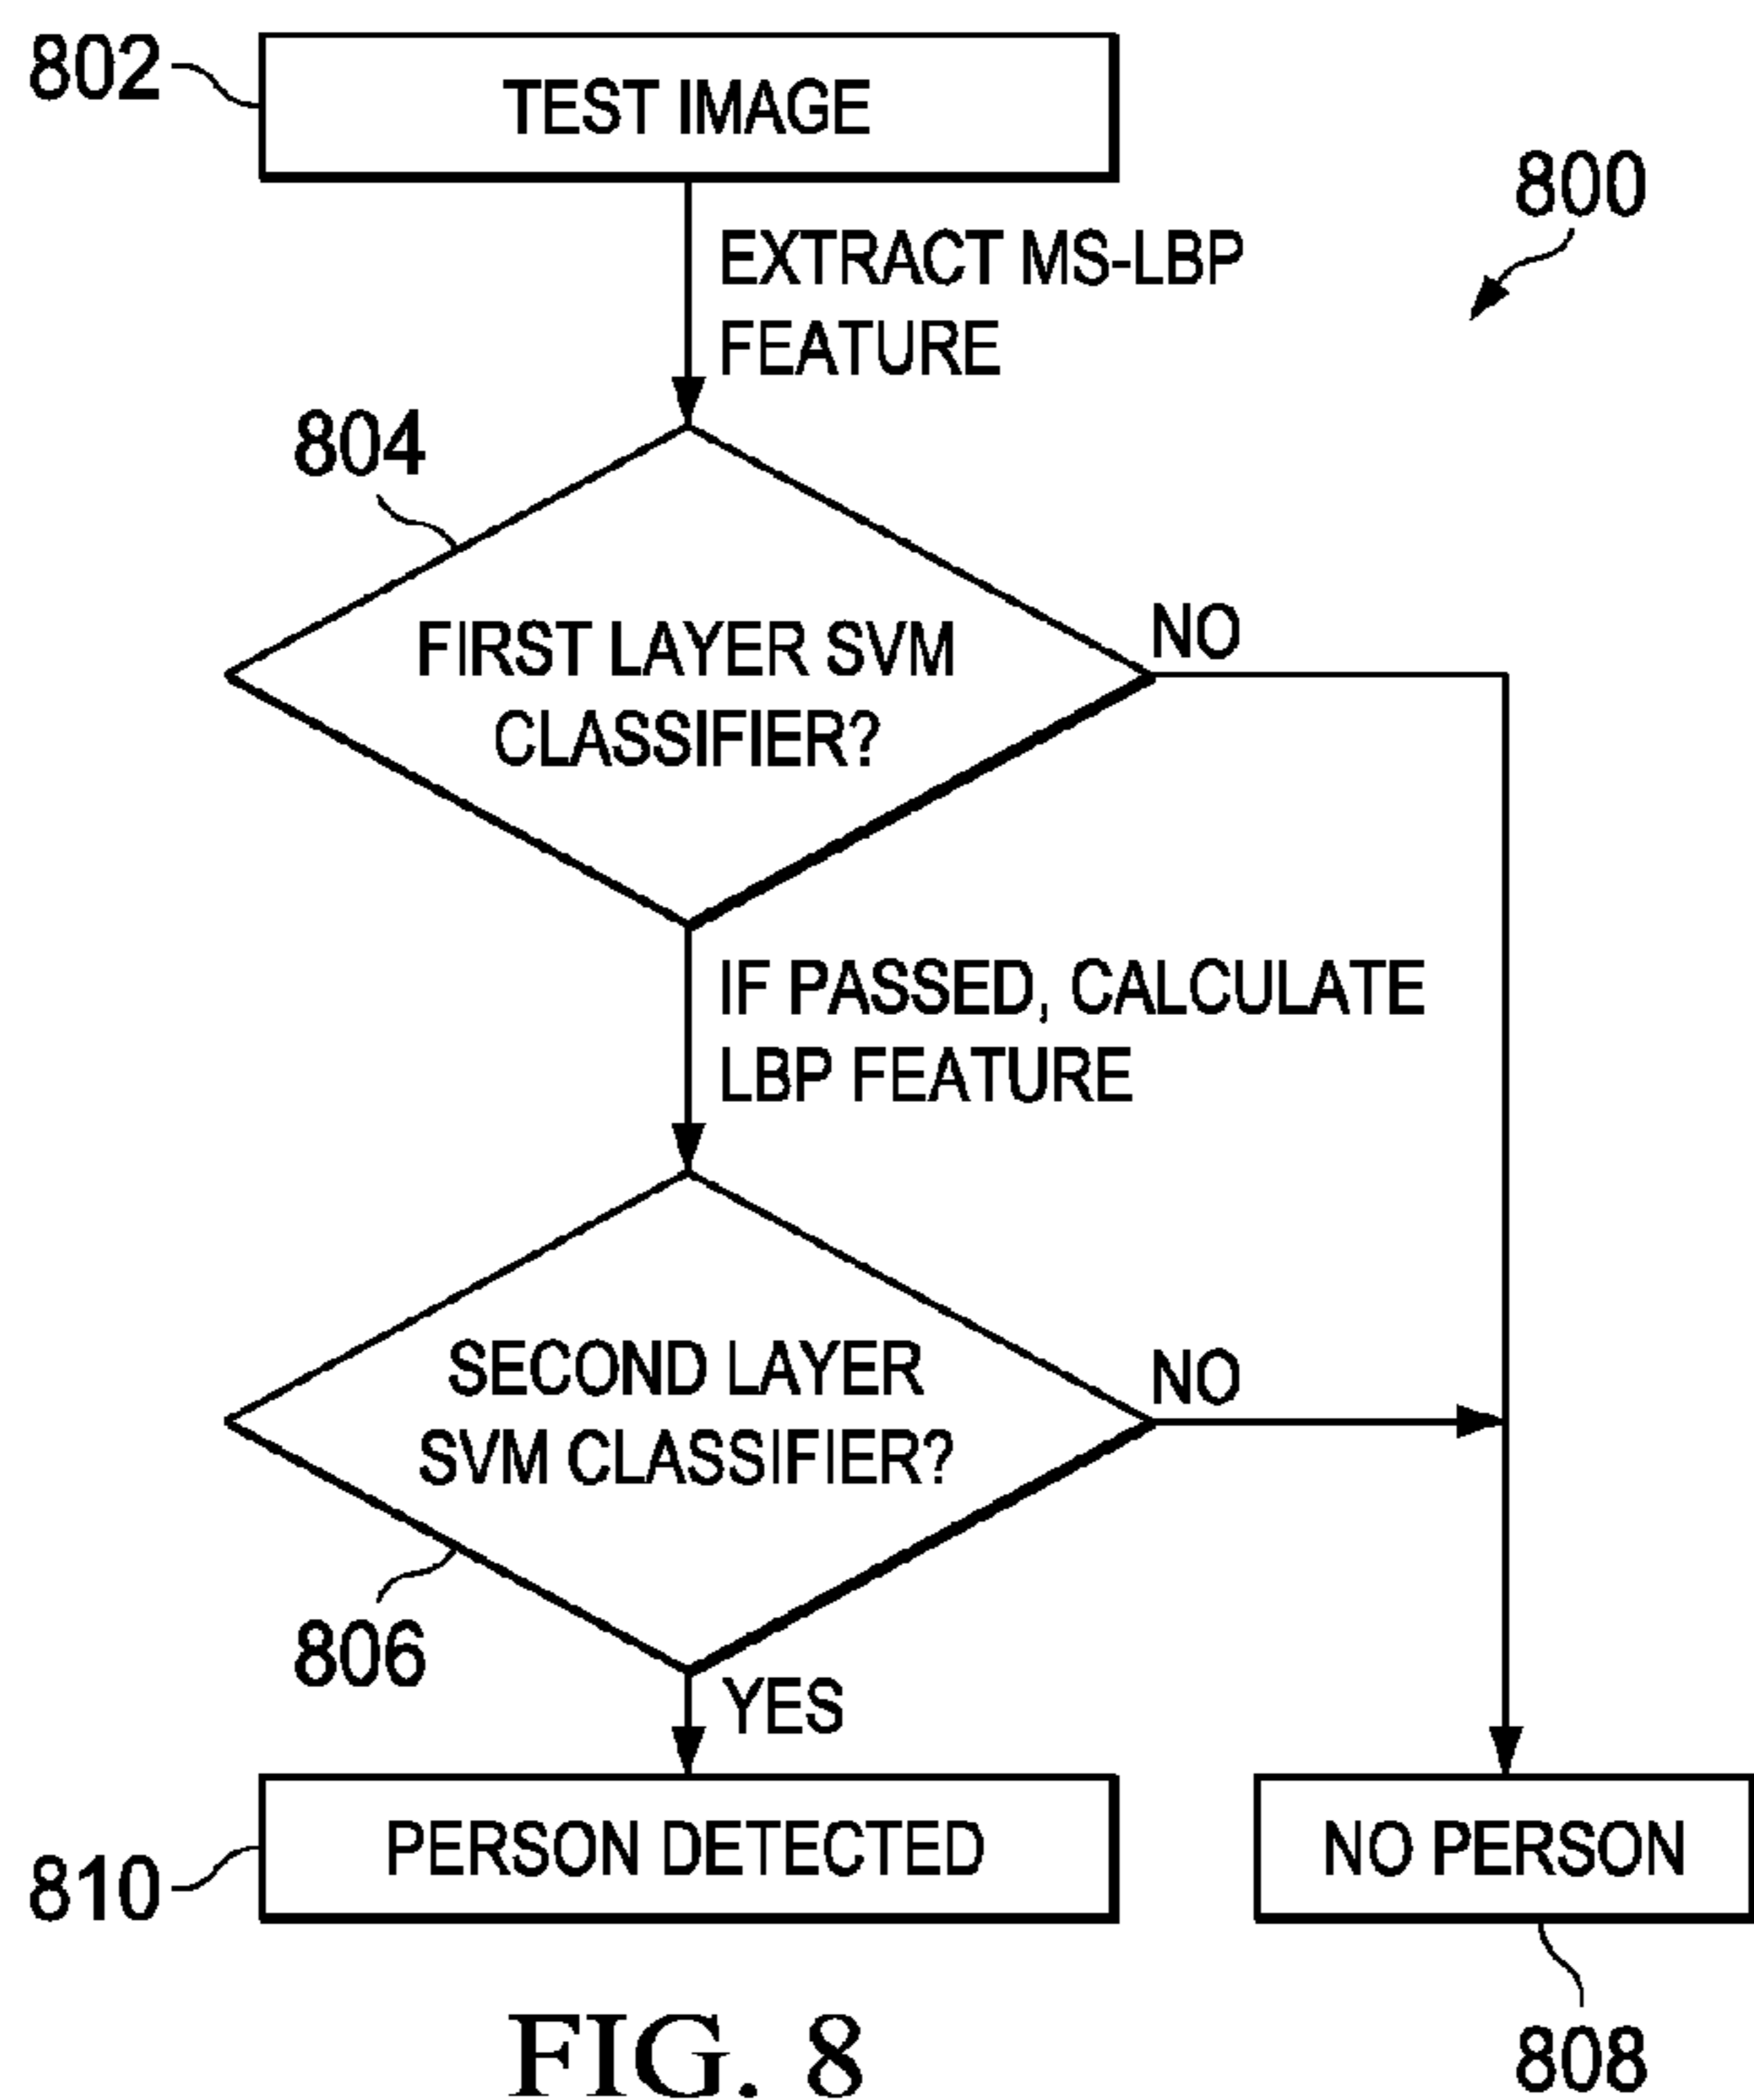 802
TEST IMAGE
800
EXTRACT MS-LBP
FEATURE
804
FIRST LAYER SVM
CLASSIFIER?
NO
IF PASSED, CALCULATE
LBP FEATURE
SECOND LAYER
SVM CLASSIFIER?
NO
806
YES
810
PERSON DETECTED
NO PERSON
808
FIG. 8